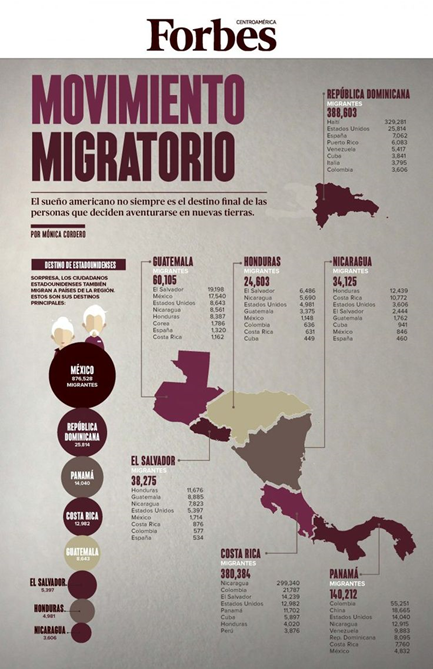 Forbes
CENTROAMÉRICA
MOVIMIENTO
MIGRATORIO
El sueño americano no siempre es el destino final de las
personas que deciden aventurarse en nuevas tierras.
POR MÓNICA CORDERO
REPÚBLICA DOMINICANA
MIGRANTES
388,603
Haití 329,281
Estados Unidos 25,814
España 7,062
Puerto Rico 6,083
Venezuela 5,417
Cuba 3,841
Italia 3,795
Colombia 3,606
DESTINO DE ESTADOUNIDENSES
SORPRESA, LOS CIUDADANOS
ESTADOUNIDENSES TAMBIÉN
MIGRAN A PAÍSES DE LA REGIÓN.
ESTOS SON SUS DESTINOS
PRINCIPALES:
MÉXICO
876,528
MIGRANTES
REPÚBLICA
DOMINICANA
25,814
PANAMÁ
14,040
COSTA RICA
12,982
GUATEMALA
8,643
EL SALVADOR
5,397
HONDURAS
4,981
NICARAGUA
3,606
GUATEMALA
MIGRANTES
60,105
El Salvador 19,198
México 17,540
Estados Unidos 8,643
Nicaragua 8,561
Honduras 8,387
Corea 1,786
España 1,320
Costa Rica 1,162
HONDURAS
MIGRANTES
24,603
El Salvador 6,486
Nicaragua 5,690
Estados Unidos 4,981
Guatemala 3,375
México 1,148
Colombia 636
Costa Rica 631
Cuba 449
NICARAGUA
MIGRANTES
34,125
Honduras 12,439
Costa Rica 10,772
Estados Unidos 3,606
El Salvador 2,444
Guatemala 1,762
Cuba 941
México 846
España 460
EL SALVADOR
MIGRANTES
38,275
Honduras 11,676
Guatemala 8,885
Nicaragua 7,823
Estados Unidos 5,397
México 1,714
Costa Rica 876
Colombia 577
España 534
COSTA RICA
MIGRANTES
380,384
Nicaragua 299,340
Colombia 21,787
El Salvador 14,239
Estados Unidos 12,982
Panamá 11,702
Cuba 5,897
Honduras 4,020
Perú 3,876
PANAMÁ
MIGRANTES
140,212
Colombia 55,251
China 16,665
Estados Unidos 14,040
Nicaragua 12,915
Venezuela 9,883
Rep. Dominicana 8,095
Costa Rica 7,760
México 4,832